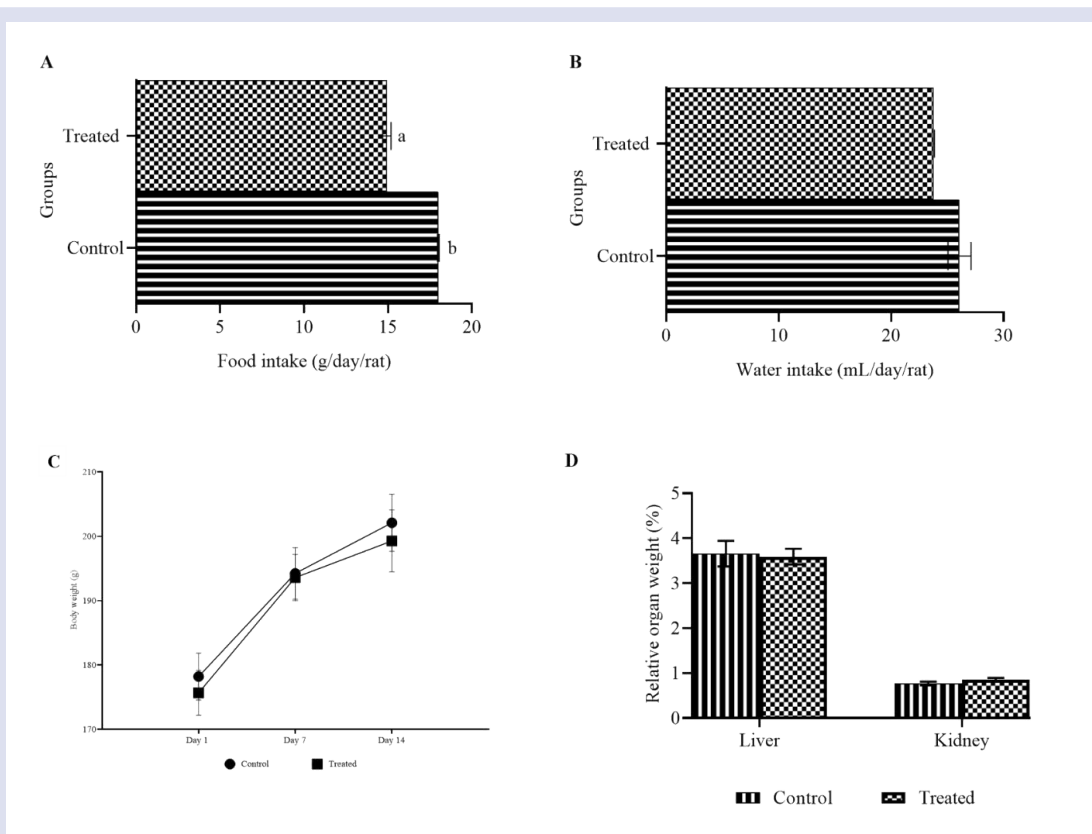 A
Treated
a
Groups
Control
b
0 5 10 15 20
Food intake (g/day/rat)
B
Treated
Groups
Control
0 10 20 30
Water intake (mL/day/rat)
C
210
200
190
180
170
Body weight (g)
Day 1 Day 7 Day 14
Control Treated
D
5
4
3
2
1
0
Relative organ weight (%)
Liver Kidney
Control Treated